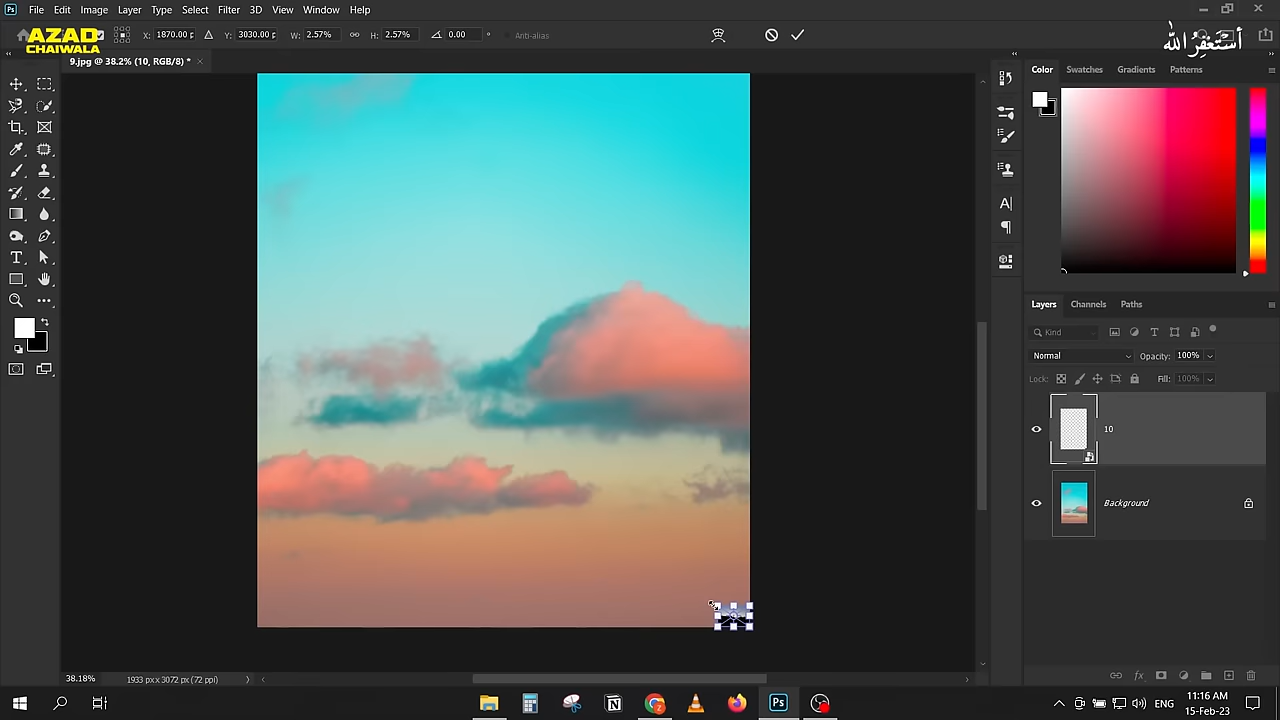 Ps File Edit Image Layer Type Select Filter 3D View Window Help
AZAD
CHAIWALA
X: 1870.00 p Y: 3030.00 p W: 2.57% H: 2.57% 0.00 ° Anti-alias
أَسْتَغْفِرُ اللّٰه
9.jpg @ 38.2% (10, RGB/8) * ×
Color Swatches Gradients Patterns
Layers Channels Paths
Kind
Normal Opacity: 100%
Lock: Fill: 100%
10
Background
38.18% 1933 px x 3072 px (72 ppi)
11:16 AM
15-Feb-23